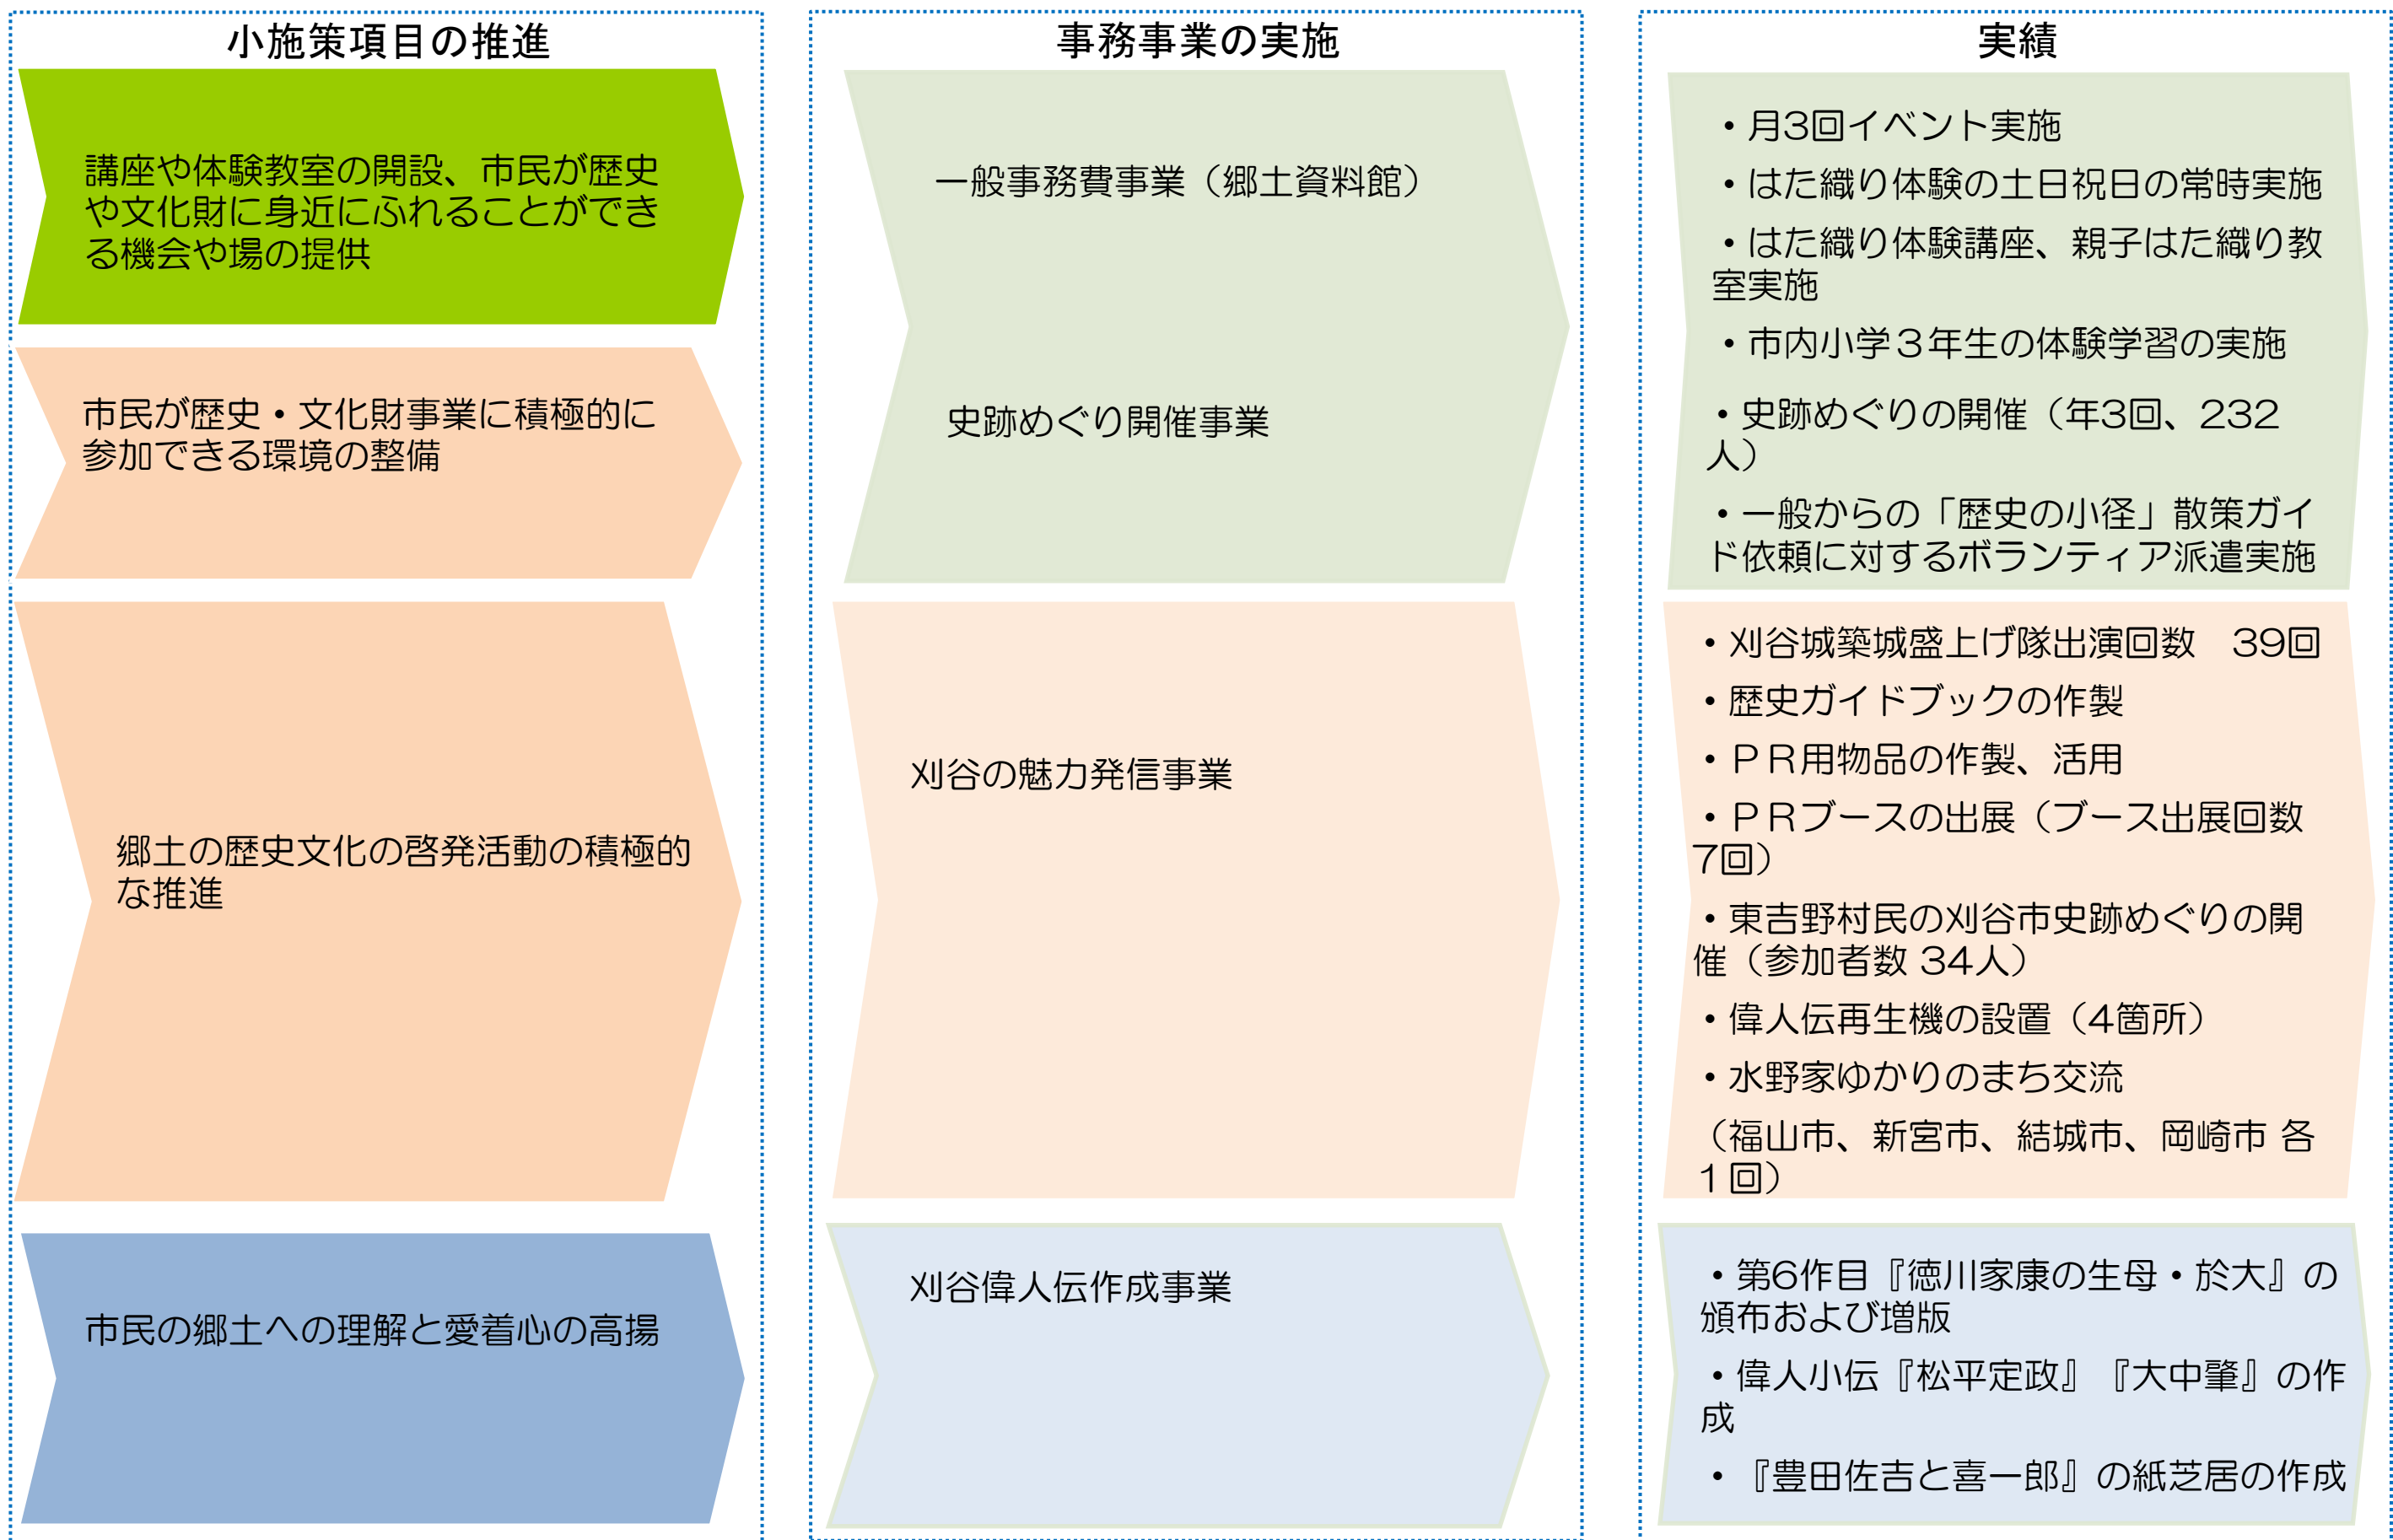 小施策項目の推進
講座や体験教室の開設、市民が歴史
や文化財に身近にふれることができ
る機会や場の提供
市民が歴史・文化財事業に積極的に
参加できる環境の整備
郷土の歴史文化の啓発活動の積極的
な推進
市民の郷土への理解と愛着心の高揚
事務事業の実施
一般事務費事業（郷土資料館）
史跡めぐり開催事業
刈谷の魅力発信事業
刈谷偉人伝作成事業
実績
・月3回イベント実施
・はた織り体験の土日祝日の常時実施
・はた織り体験講座、親子はた織り教
室実施
・市内小学３年生の体験学習の実施
・史跡めぐりの開催（年3回、232
人）
・一般からの「歴史の小径」散策ガイ
ド依頼に対するボランティア派遣実施
・刈谷城築城盛上げ隊出演回数　39回
・歴史ガイドブックの作製
・ＰＲ用物品の作製、活用
・ＰＲブースの出展（ブース出展回数
7回）
・東吉野村民の刈谷市史跡めぐりの開
催（参加者数 34人）
・偉人伝再生機の設置（4箇所）
・水野家ゆかりのまち交流
（福山市、新宮市、結城市、岡崎市 各
１回）
・第6作目『徳川家康の生母・於大』の
頒布および増版
・偉人小伝『松平定政』『大中肇』の作
成
・『豊田佐吉と喜一郎』の紙芝居の作成